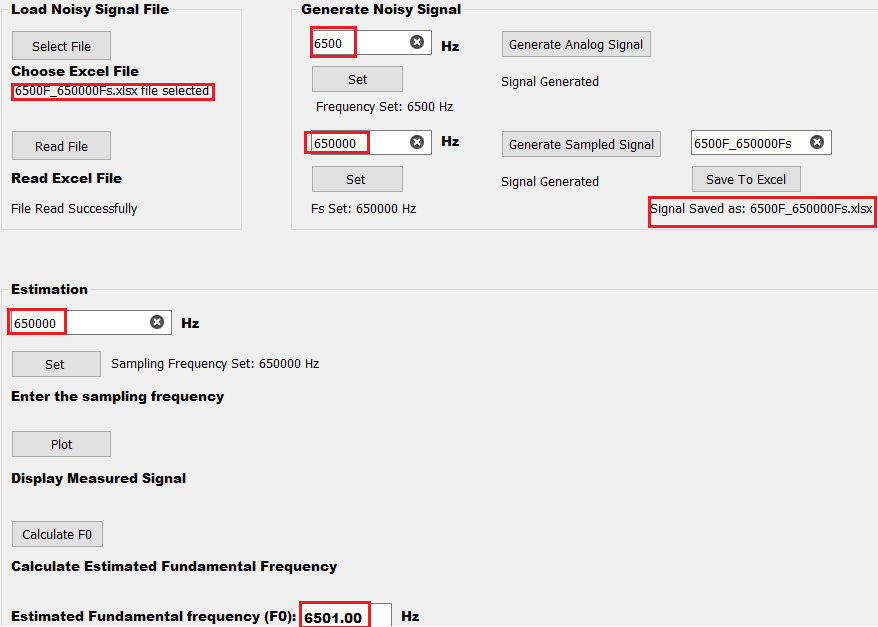 Load Noisy Signal File
Select File
Choose Excel File
6500F_650000Fs.xlsx file selected
Read File
Read Excel File
File Read Successfully
Generate Noisy Signal
6500 Hz
Generate Analog Signal
Set
Signal Generated
Frequency Set: 6500 Hz
650000 Hz
Generate Sampled Signal
6500F_650000Fs
Set
Signal Generated
Save To Excel
Fs Set: 650000 Hz
Signal Saved as: 6500F_650000Fs.xlsx
Estimation
650000 Hz
Set
Sampling Frequency Set: 650000 Hz
Enter the sampling frequency
Plot
Display Measured Signal
Calculate F0
Calculate Estimated Fundamental Frequency
Estimated Fundamental frequency (F0): 6501.00 Hz